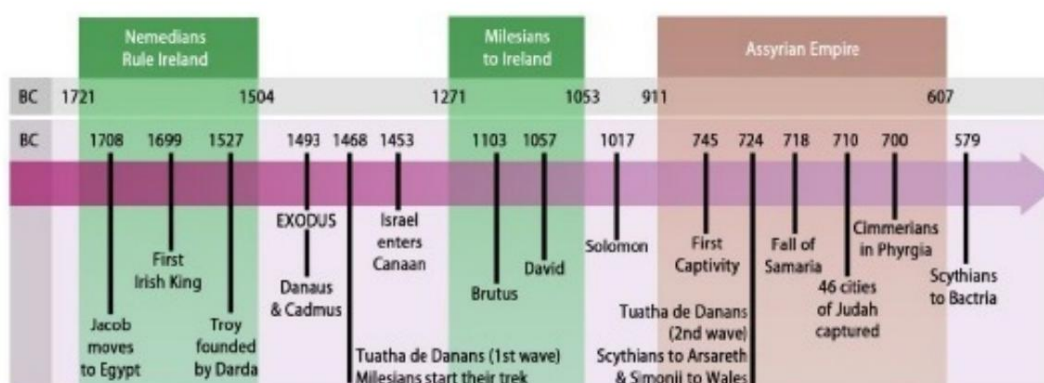 Nemedians
Rule Ireland
Milesians
to Ireland
Assyrian Empire
BC 1721 1504 1271 1053 911 607
BC 1708 1699 1527 1493 1468 1453 1103 1057 1017 745 724 718 710 700 579
Jacob
moves
to Egypt
First
Irish King
Troy
founded
by Darda
EXODUS
Danaus
& Cadmus
Tuatha de Danans (1st wave)
Milesians start their trek
Israel
enters
Canaan
Brutus
David
Solomon
First
Captivity
Tuatha de Danans
(2nd wave)
Scythians to Arsareth
& Simonii to Wales
Fall of
Samaria
46 cities
of Judah
captured
Cimmerians
in Phyrgia
Scythians
to Bactria